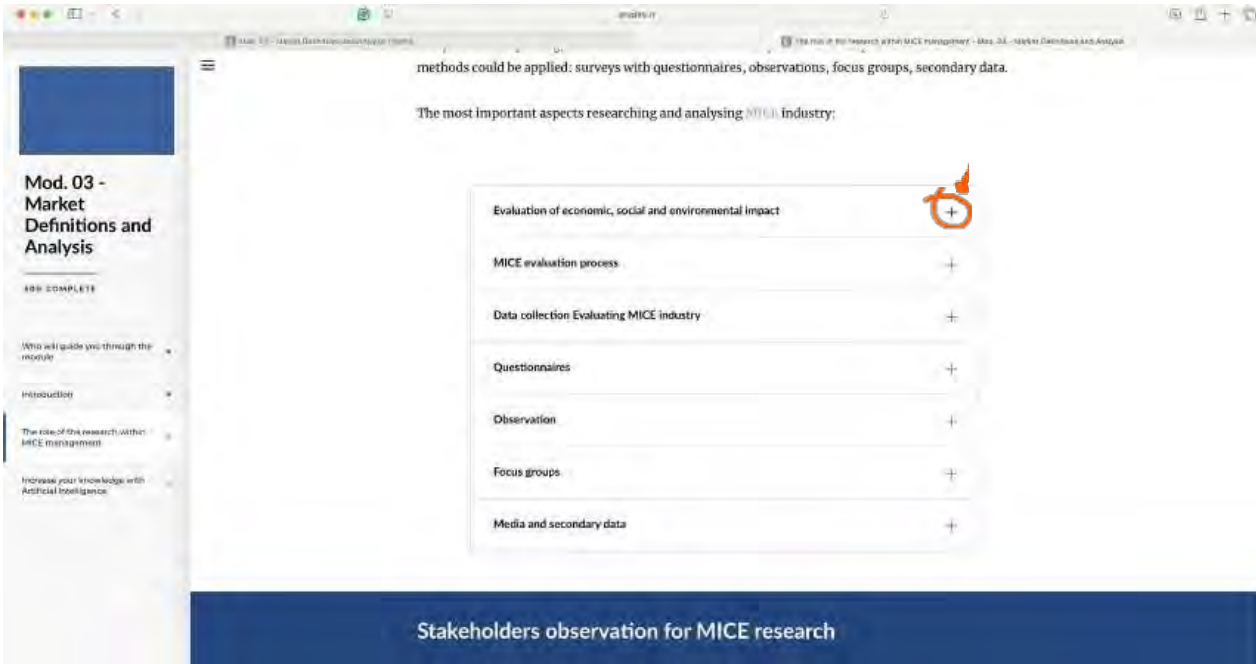 methods could be applied: surveys with questionnaires, observations, focus groups, secondary data.
The most important aspects researching and analysing MICE industry:
Mod. 03 -
Market
Definitions and
Analysis
COMPLETE
Who will guide you through the
module
Introduction
The role of the research within
MICE management
Increase your knowledge with
Artificial Intelligence
Evaluation of economic, social and environmental impact
MICE evaluation process
Data collection Evaluating MICE industry
Questionnaires
Observation
Focus groups
Media and secondary data
Stakeholders observation for MICE research